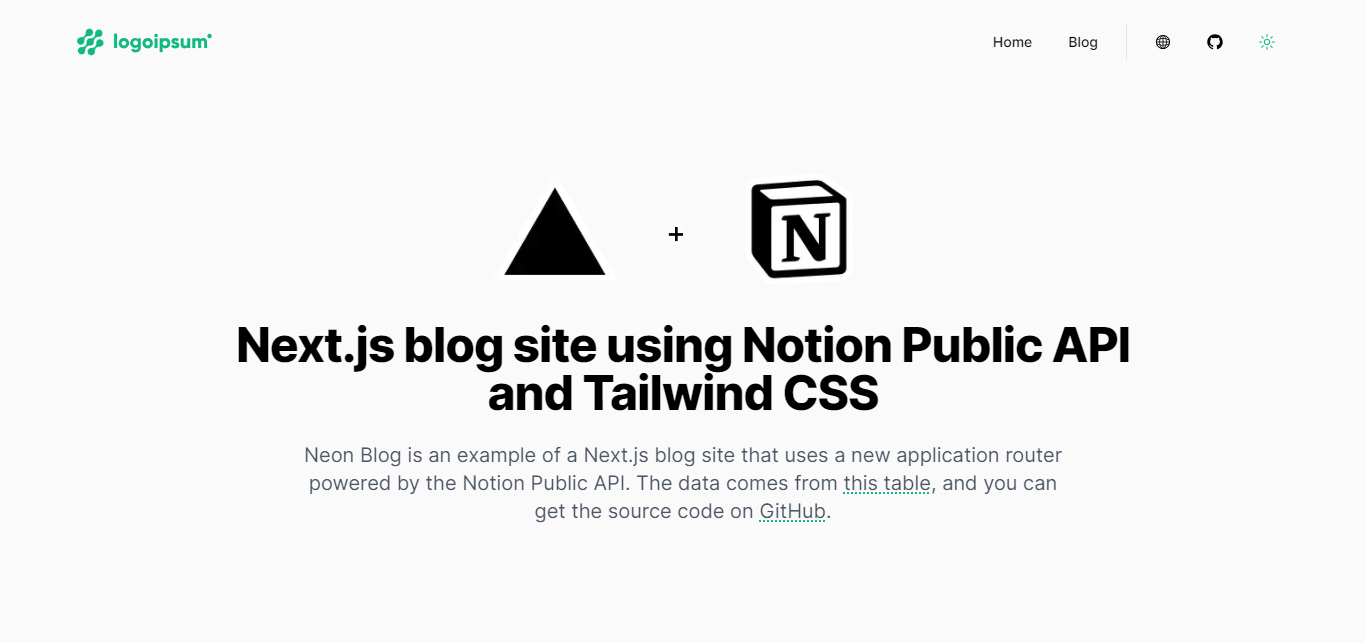 logoipsum
Home
Blog
+
N
Next.js blog site using Notion Public API
and Tailwind CSS
Neon Blog is an example of a Next.js blog site that uses a new application router
powered by the Notion Public API. The data comes from this table, and you can
get the source code on GitHub.